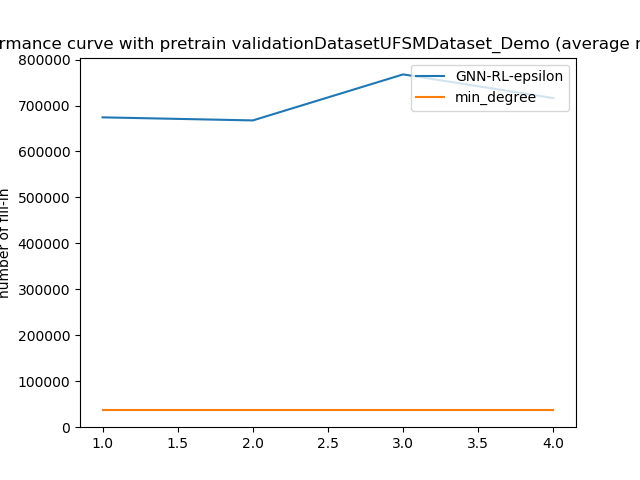 rmance curve with pretrain validationDatasetUFSMDataset_Demo (average
GNN-RL-epsilon
min_degree
number of fill-in
800000
700000
600000
500000
400000
300000
200000
100000
0
1.0 1.5 2.0 2.5 3.0 3.5 4.0